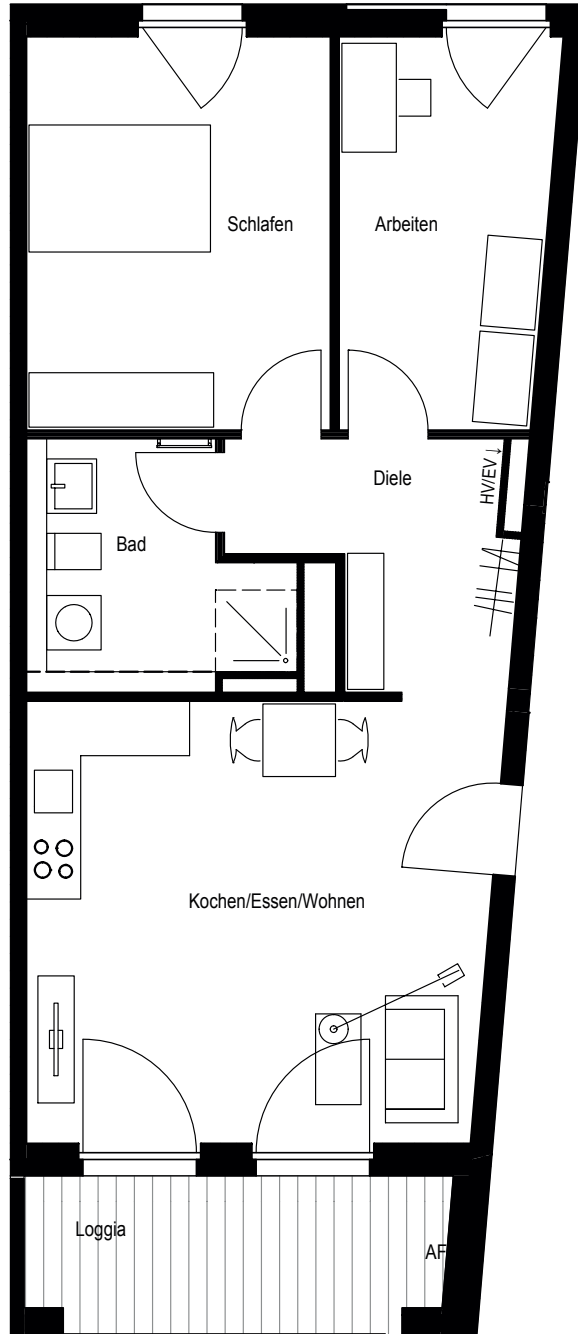 Schlafen
Arbeiten
Diele
HV/EV↓
Bad
Kochen/Essen/Wohnen
Loggia
AF